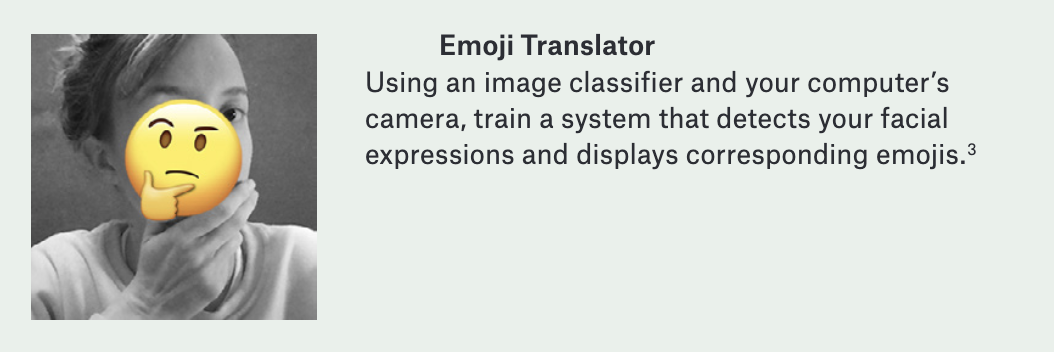 Emoji Translator
Using an image classifier and your computer’s
camera, train a system that detects your facial
expressions and displays corresponding emojis.³